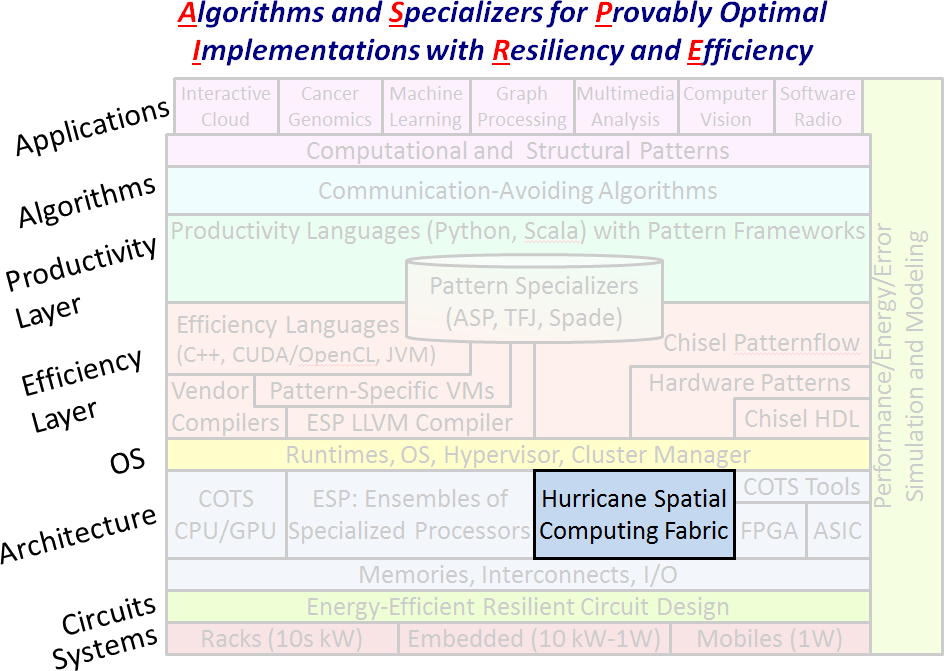 Algorithms and Specializers for Provably Optimal
Implementations with Resiliency and Efficiency
Applications
Interactive Cloud
Cancer Genomics
Machine Learning
Graph Processing
Multimedia Analysis
Computer Vision
Software Radio
Computational and Structural Patterns
Algorithms
Communication-Avoiding Algorithms
Productivity Layer
Productivity Languages (Python, Scala) with Pattern Frameworks
Pattern Specializers
(ASP, TFJ, Spade)
Efficiency Layer
Efficiency Languages
(C++, CUDA/OpenCL, JVM)
Chisel Patternflow
Vendor Compilers
Pattern-Specific VMs
Hardware Patterns
ESP LLVM Compiler
Chisel HDL
OS
Runtimes, OS, Hypervisor, Cluster Manager
Architecture
COTS
CPU/GPU
ESP: Ensembles of
Specialized Processors
Hurricane Spatial
Computing Fabric
COTS Tools
FPGA
ASIC
Memories, Interconnects, I/O
Circuits
Energy-Efficient Resilient Circuit Design
Systems
Racks (10s kW)
Embedded (10 kW-1W)
Mobiles (1W)
Performance/Energy/Error
Simulation and Modeling